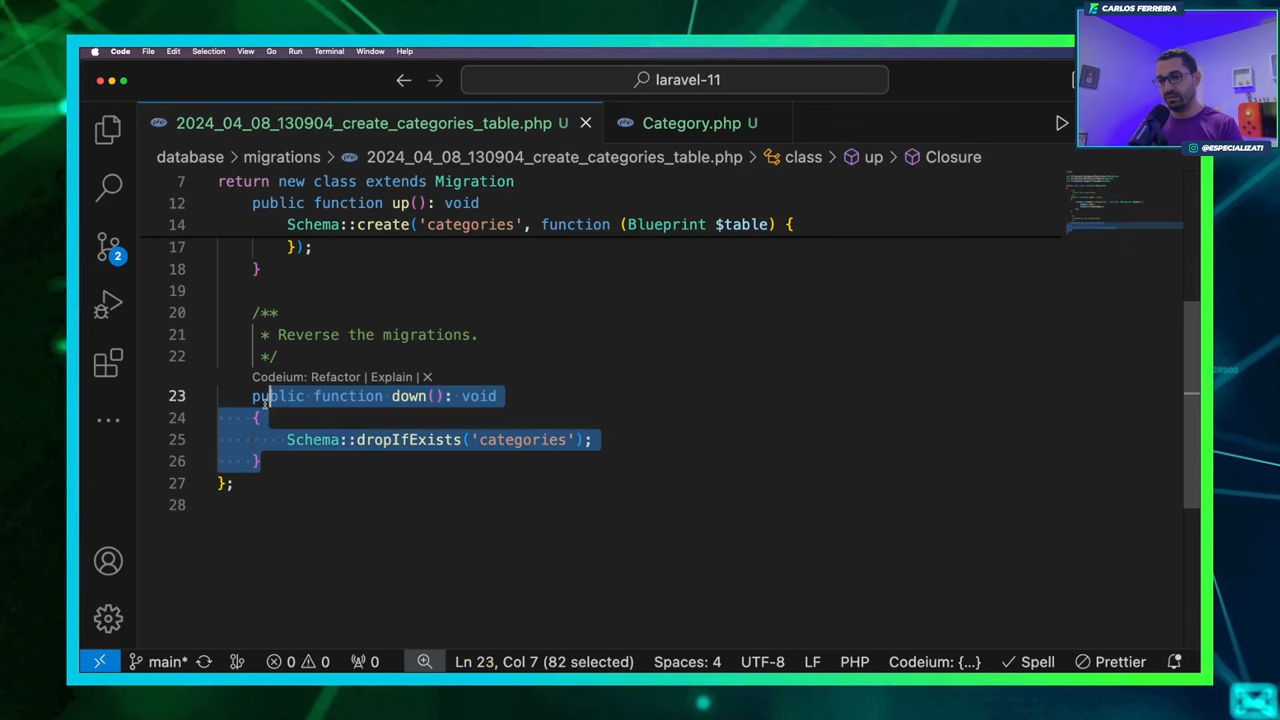 CARLOS FERREIRA
Code File Edit Selection View Go Run Terminal Window Help
laravel-11
2024_04_08_130904_create_categories_table.php U
Category.php U
@ESPECIALIZATI
database > migrations > 2024_04_08_130904_create_categories_table.php > class > up > Closure
7 return new class extends Migration
12 public function up(): void
14 Schema::create('categories', function (Blueprint $table) {
17 });
18 }
19
20 /**
21 * Reverse the migrations.
22 */
Codeium: Refactor | Explain | ×
23 public function down(): void
24 {
25 Schema::dropIfExists('categories');
26 }
27 };
28
2
main* 0 0 0 Ln 23, Col 7 (82 selected) Spaces: 4 UTF-8 LF PHP Codeium: {...} Spell Prettier